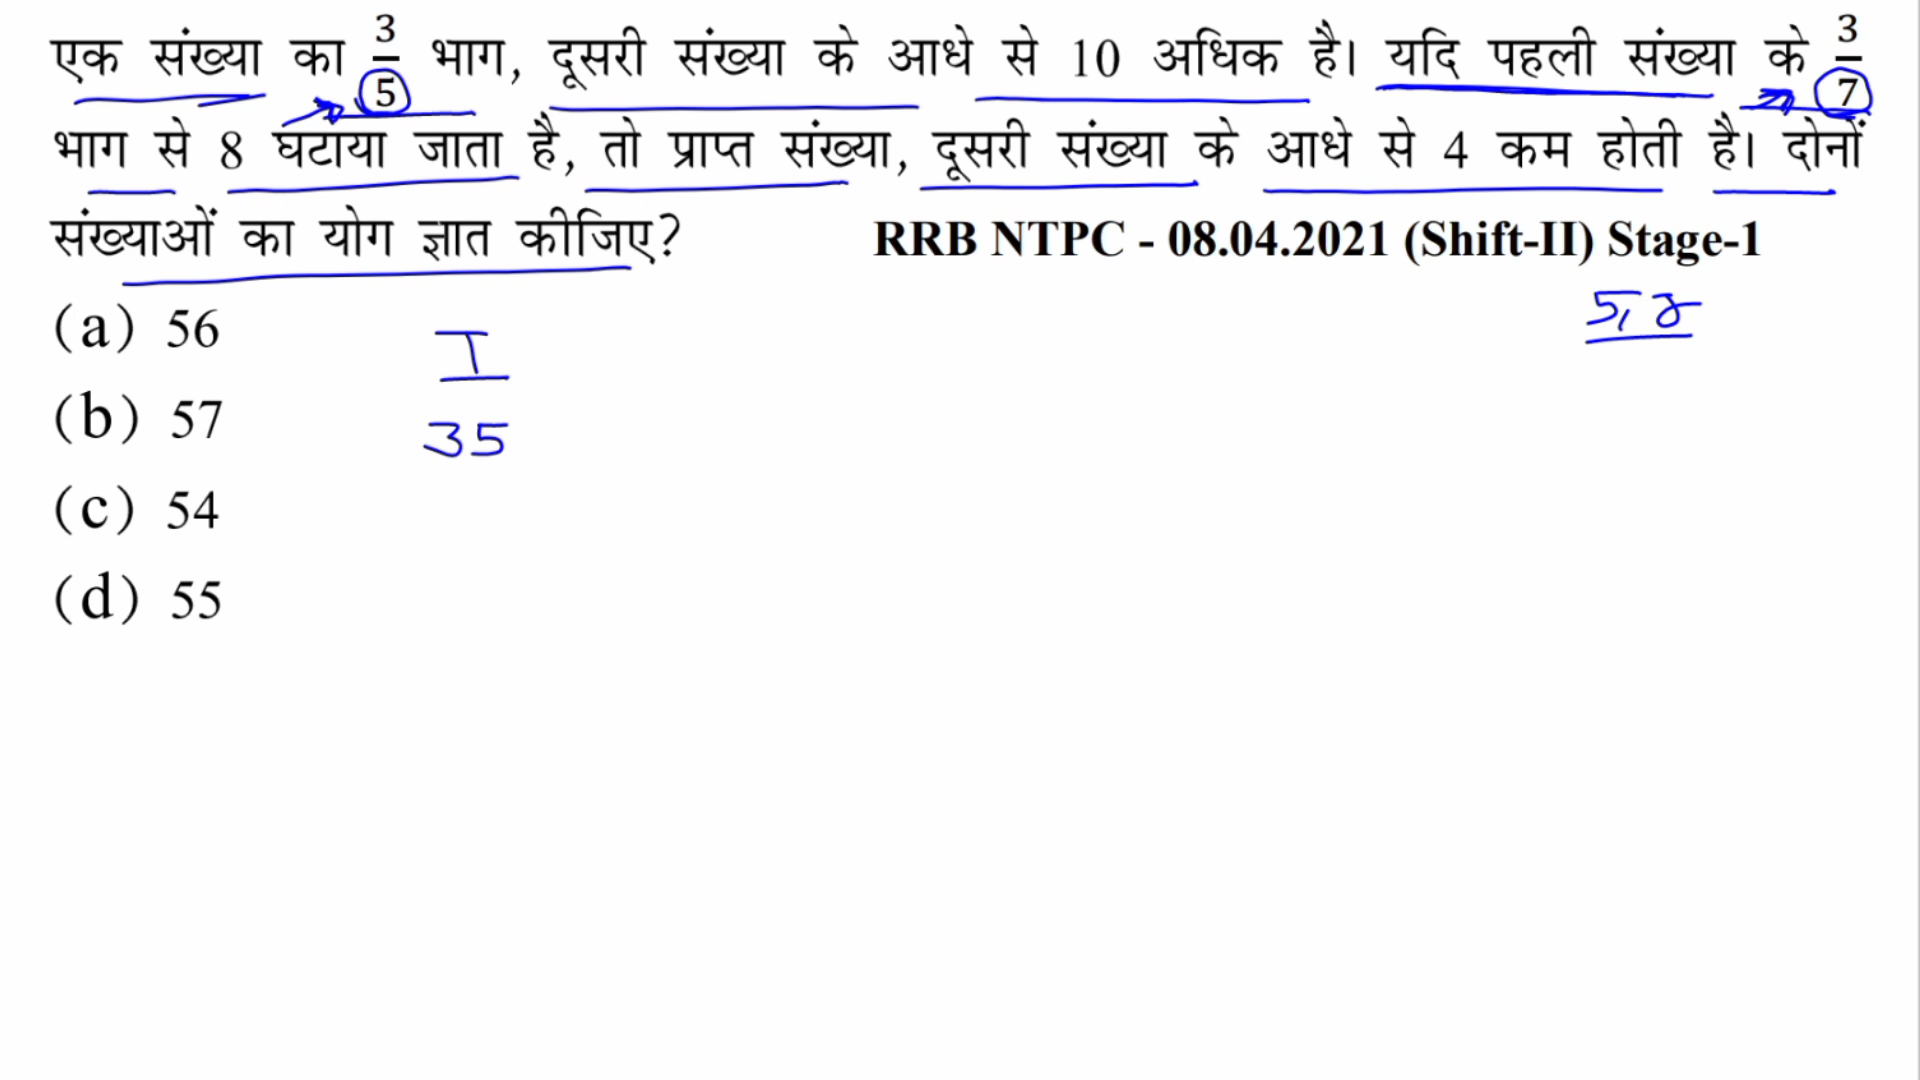 एक संख्या का 3/5 भाग, दूसरी संख्या के आधे से 10 अधिक है। यदि पहली संख्या के 3/7
भाग से 8 घटाया जाता है, तो प्राप्त संख्या, दूसरी संख्या के आधे से 4 कम होती है। दोनों
संख्याओं का योग ज्ञात कीजिए? RRB NTPC - 08.04.2021 (Shift-II) Stage-1
(a) 56
(b) 57
(c) 54
(d) 55
I
35